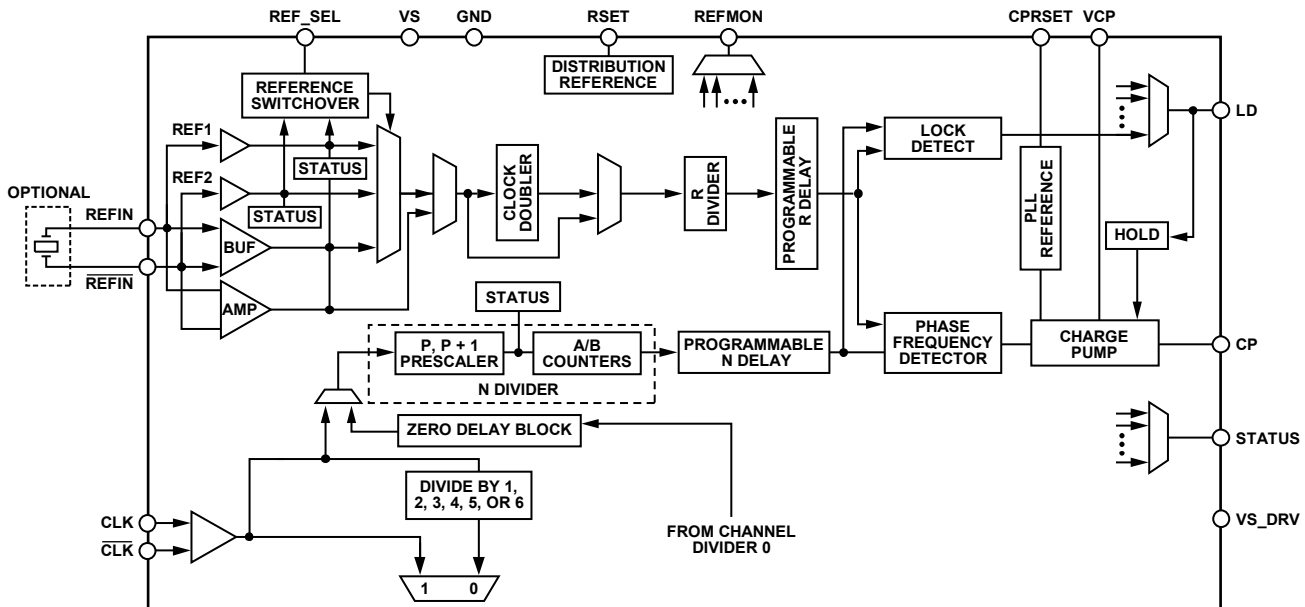 REF_SEL VS GND RSET REFMON CPRSET VCP
REFERENCE
SWITCHOVER
DISTRIBUTION
REFERENCE
LD
REF1
STATUS
REF2
STATUS
CLOCK
DOUBLER
R
DIVIDER
PROGRAMMABLE
R DELAY
LOCK
DETECT
PLL
REFERENCE
HOLD
OPTIONAL
REFIN
REFIN
BUF
AMP
STATUS
P, P + 1
PRESCALER
A/B
COUNTERS
N DIVIDER
PROGRAMMABLE
N DELAY
PHASE
FREQUENCY
DETECTOR
CHARGE
PUMP
CP
ZERO DELAY BLOCK
STATUS
DIVIDE BY 1,
2, 3, 4, 5, OR 6
CLK
CLK
FROM CHANNEL
DIVIDER 0
VS_DRV
1 0